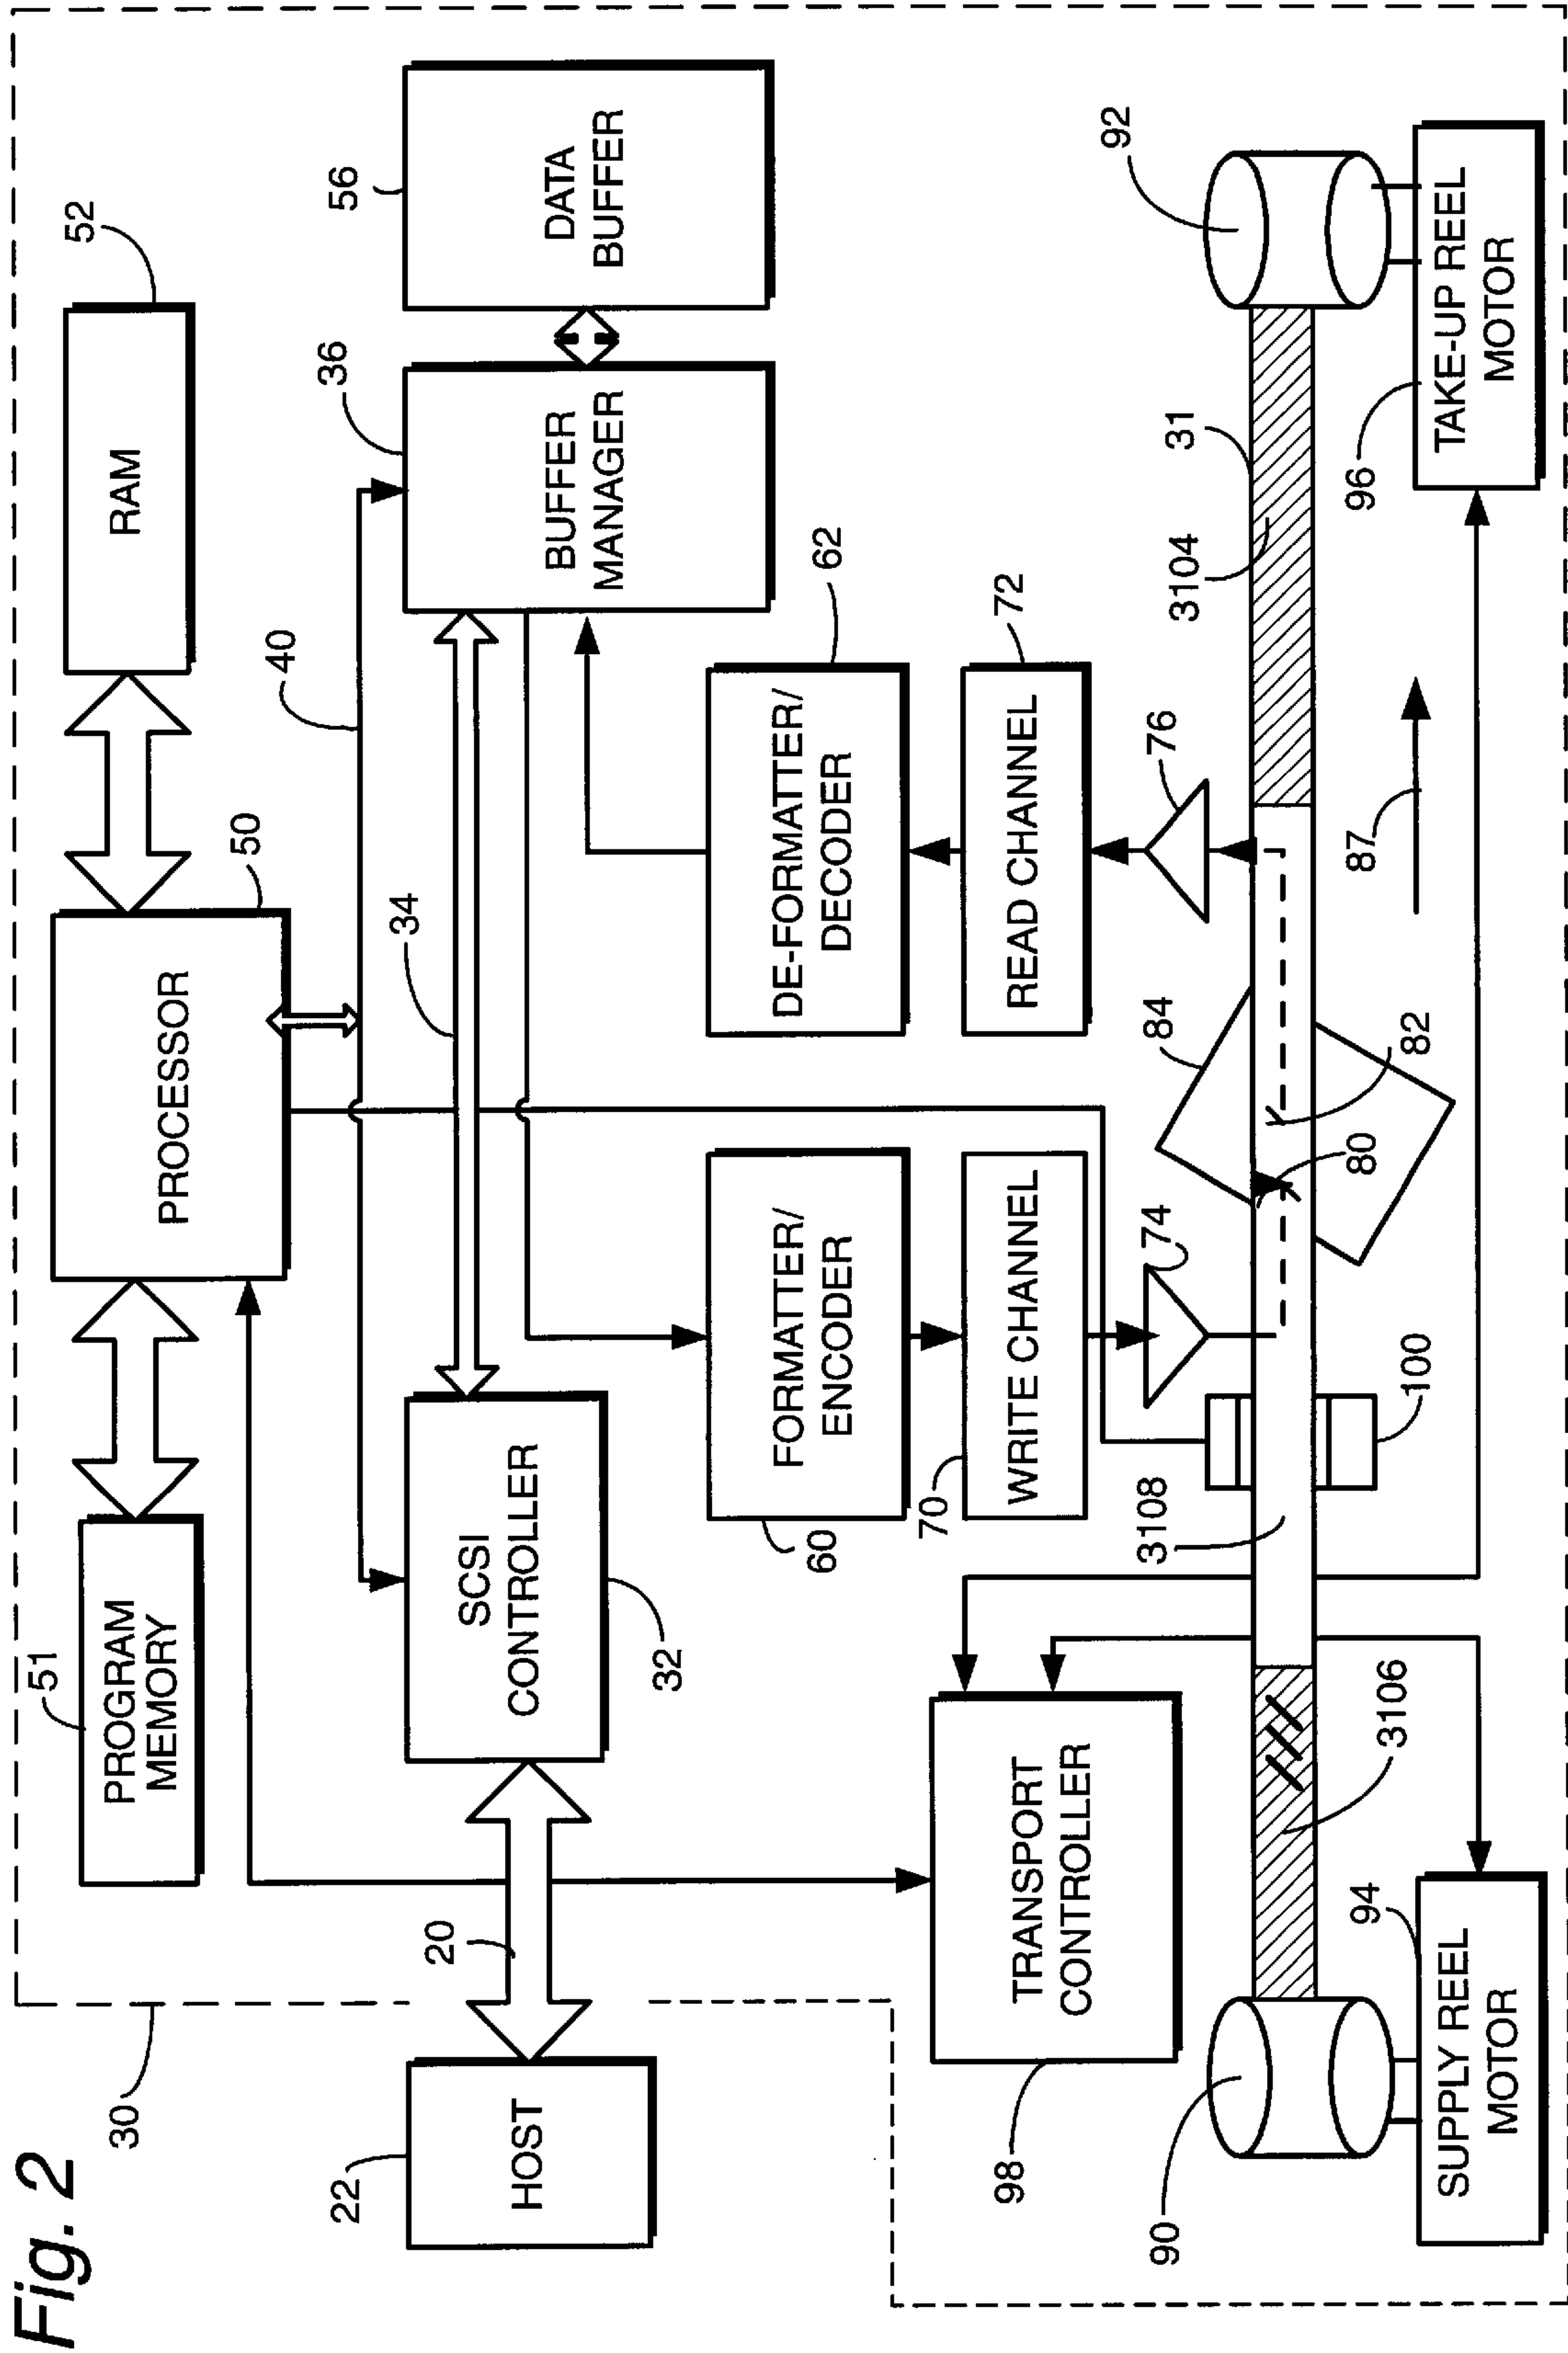 Fig. 2
30
51
PROGRAM
MEMORY
PROCESSOR
50
RAM
52
22
HOST
20
SCSI
CONTROLLER
32
34
40
36
BUFFER
MANAGER
56
DATA
BUFFER
60
FORMATTER/
ENCODER
DE-FORMATTER/
DECODER
62
98
TRANSPORT
CONTROLLER
70
WRITE CHANNEL
READ CHANNEL
72
90
3108
74
84
76
3104
31
92
3106
100
80
82
87
96
94
SUPPLY REEL
MOTOR
TAKE-UP REEL
MOTOR